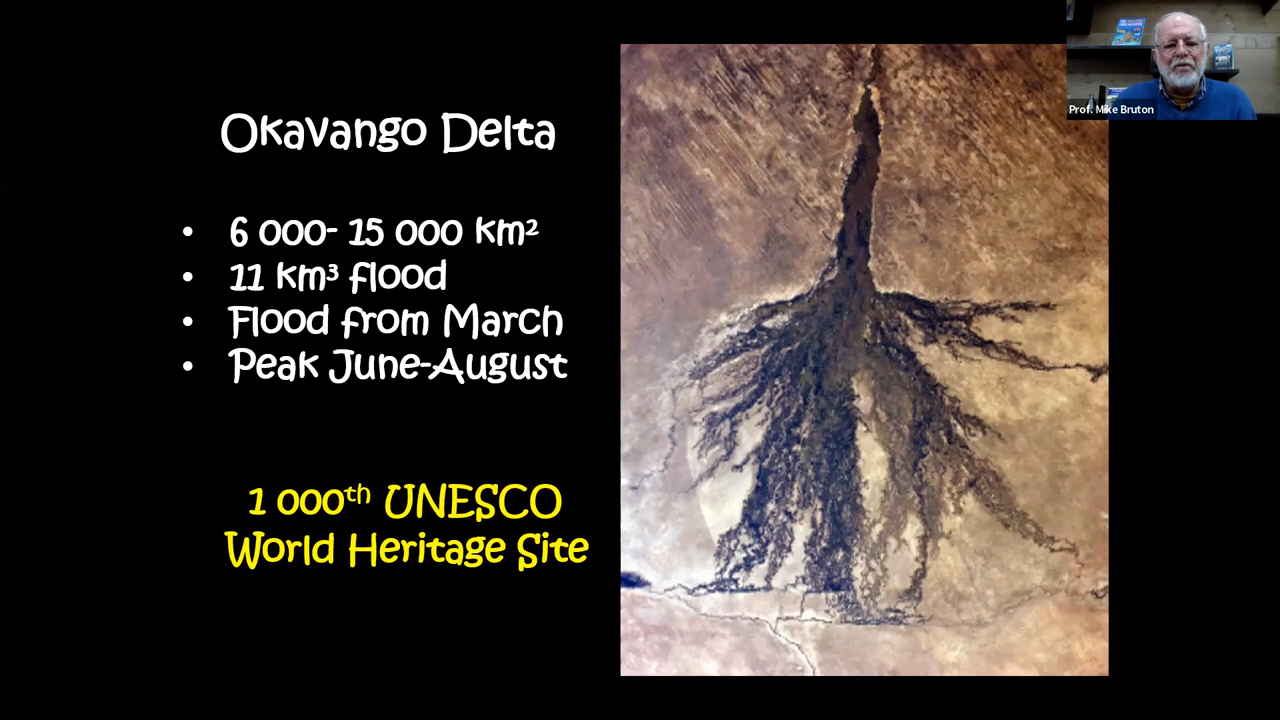 Okavango Delta
• 6 000- 15 000 km²
• 11 km³ flood
• Flood from March
• Peak June-August
1 000th UNESCO
World Heritage Site
Prof. Mike Bruton